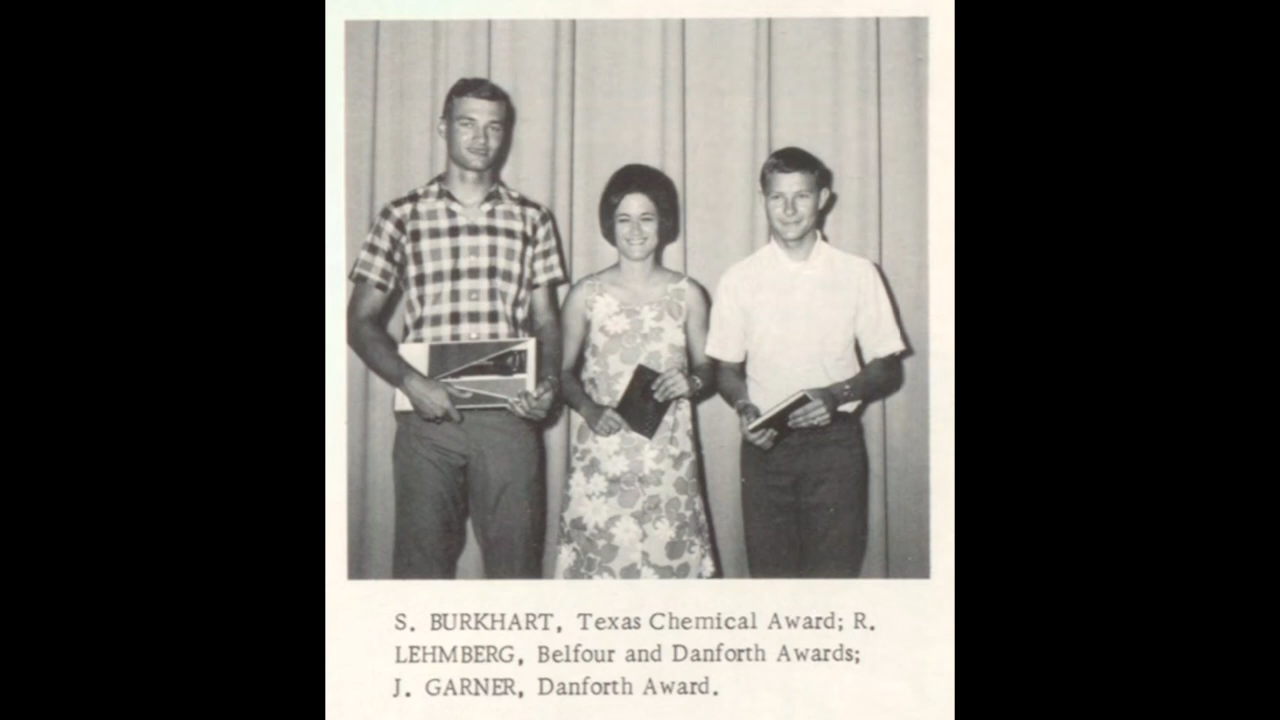 S. BURKHART, Texas Chemical Award; R.
LEHMBERG, Belfour and Danforth Awards;
J. GARNER, Danforth Award.